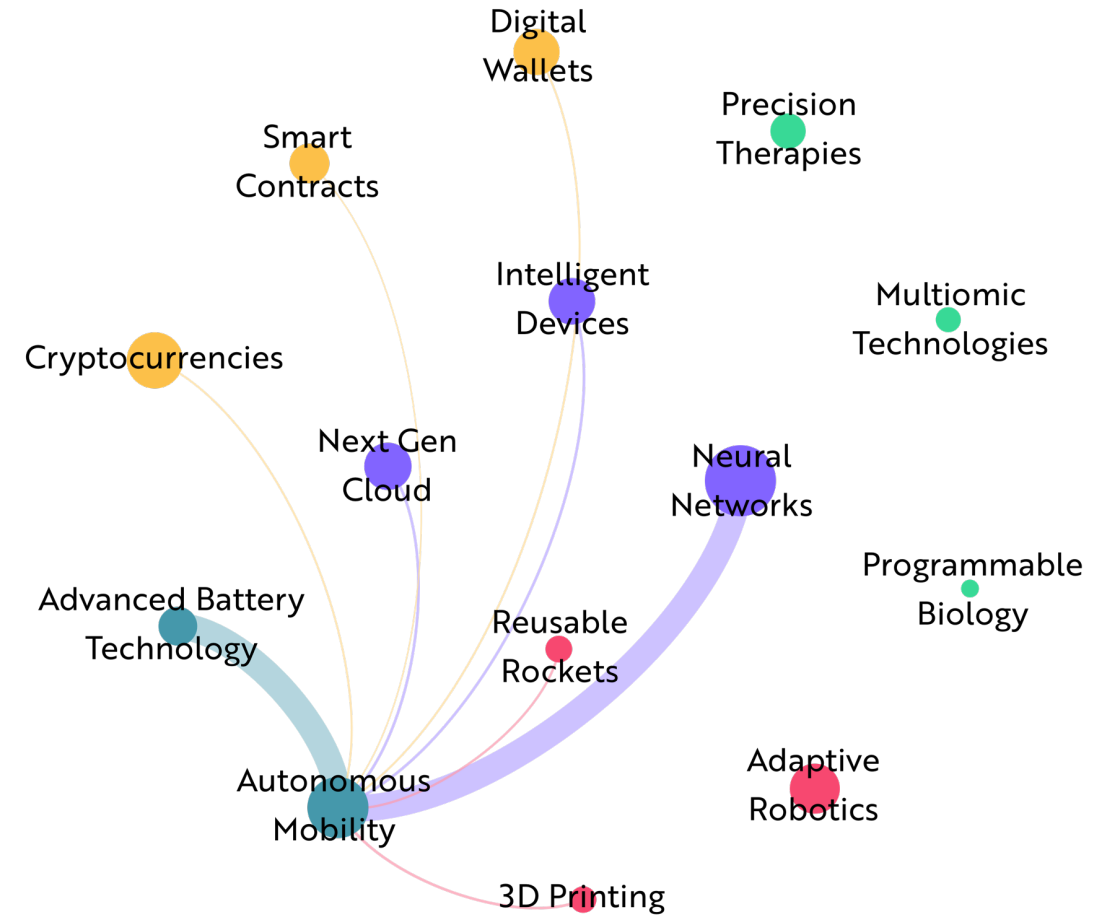 Digital
Wallets
Precision
Therapies
Smart
Contracts
Intelligent
Devices
Multiomic
Technologies
Cryptocurrencies
Next Gen
Cloud
Neural
Networks
Programmable
Biology
Advanced Battery
Technology
Reusable
Rockets
Adaptive
Robotics
Autonomous
Mobility
3D Printing